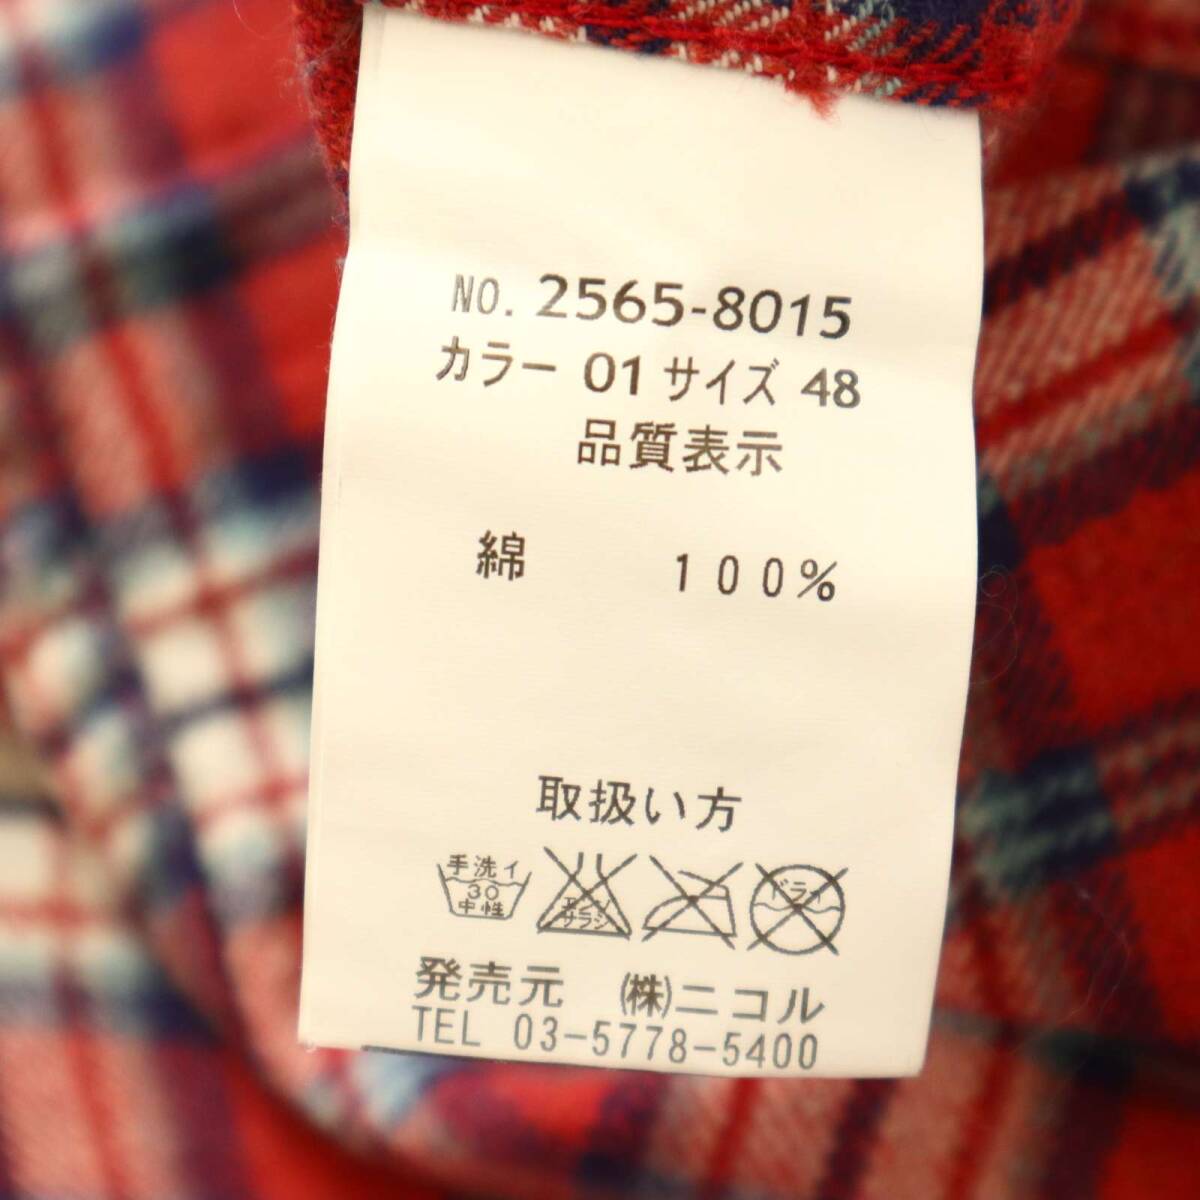 NO. 2565-8015
カラー 01 サイズ 48
品質表示
綿 100%
取扱い方
手洗イ
30
中性
エンソ
サラシ
ドライ
発売元 ㈱ニコル
TEL 03-5778-5400